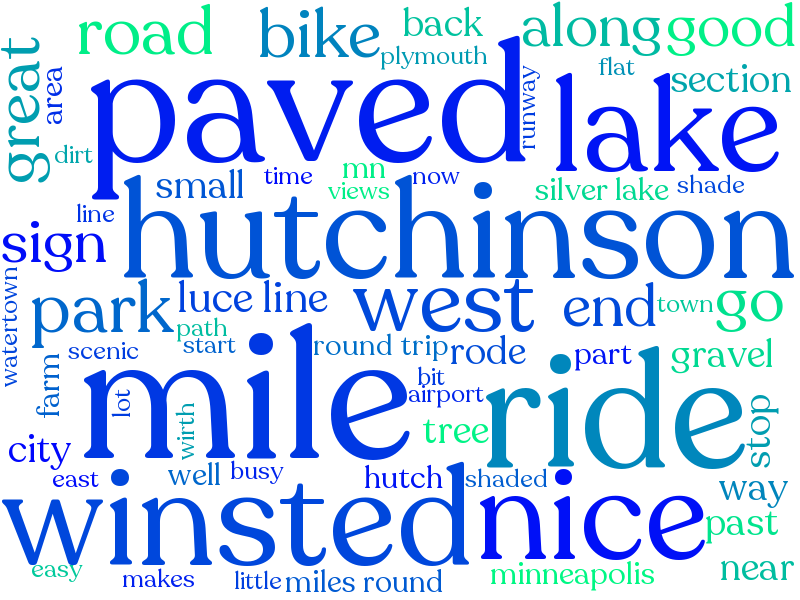 road
bike
back
along
good
plymouth
great
area
paved
runway
flat
section
lake
dirt
small
time
mn
views
now
silver lake
shade
line
hutchinson
sign
watertown
park
luce line
west
end
town
go
path
scenic
start
round trip
rode
part
gravel
farm
lot
mile
wirth
bit
airport
ride
tree
stop
city
east
well
busy
hutch
shaded
way
winsted
nice
past
easy
makes
little
miles round
minneapolis
near